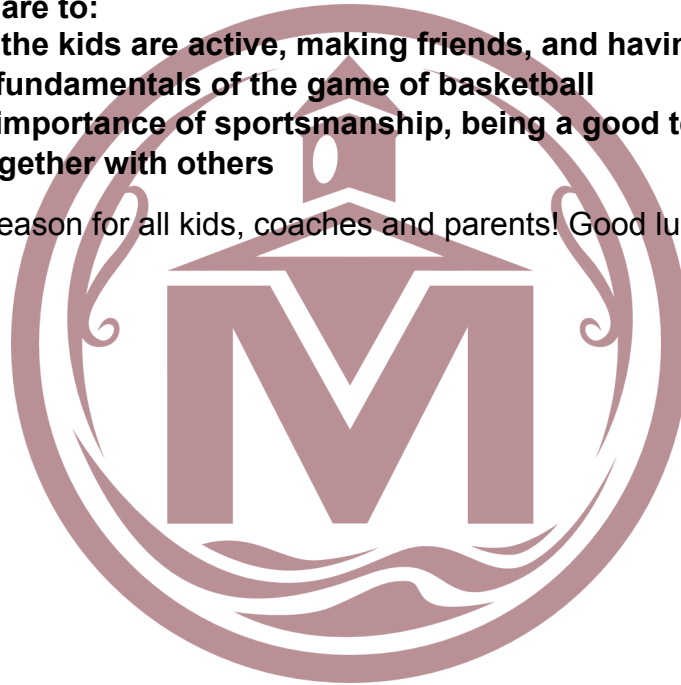 are to:
the kids are active, making friends, and havin
fundamentals of the game of basketball
importance of sportsmanship, being a good t
gether with others
eason for all kids, coaches and parents! Good lu
M